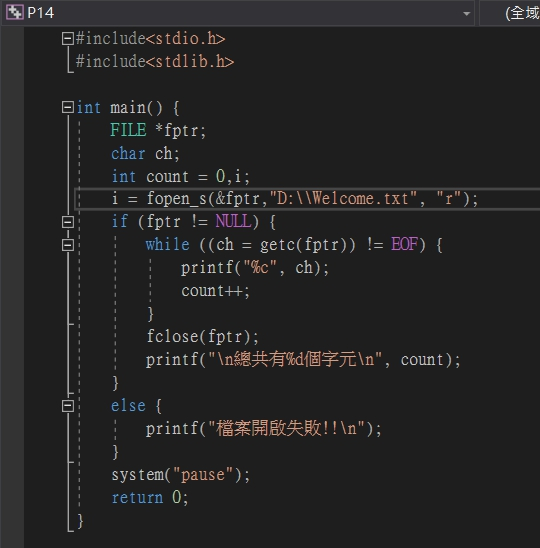 P14
(全域
#include<stdio.h>
#include<stdlib.h>
int main() {
FILE *fptr;
char ch;
int count = 0,i;
i = fopen_s(&fptr,"D:\\Welcome.txt", "r");
if (fptr != NULL) {
while ((ch = getc(fptr)) != EOF) {
printf("%c", ch);
count++;
}
fclose(fptr);
printf("\n總共有%d個字元\n", count);
}
else {
printf("檔案開啟失敗!!\n");
}
system("pause");
return 0;
}